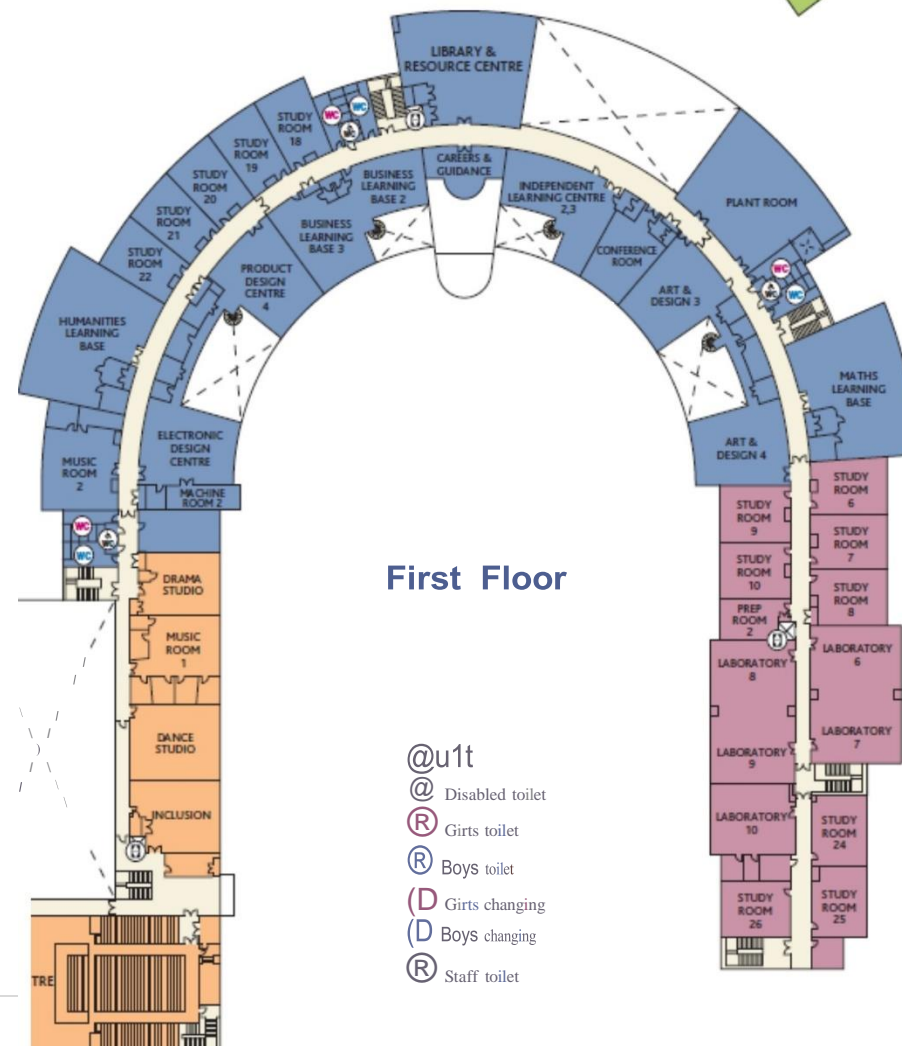 LIBRARY &
RESOURCE CENTRE
WC
WC
WC
STUDY
ROOM
18
STUDY
ROOM
19
STUDY
ROOM
20
STUDY
ROOM
21
STUDY
ROOM
22
CAREERS &
GUIDANCE
BUSINESS
LEARNING
BASE 2
BUSINESS
LEARNING
BASE 3
INDEPENDENT
LEARNING CENTRE
2,3
CONFERENCE
ROOM
PLANT ROOM
WC
WC
WC
PRODUCT
DESIGN
CENTRE
4
ART &
DESIGN 3
HUMANITIES
LEARNING
BASE
MATHS
LEARNING
BASE
ELECTRONIC
DESIGN
CENTRE
ART &
DESIGN 4
MUSIC
ROOM
2
MACHINE
ROOM 2
WC
WC
WC
STUDY
ROOM
6
STUDY
ROOM
9
STUDY
ROOM
7
STUDY
ROOM
10
STUDY
ROOM
8
PREP
ROOM
2
First Floor
DRAMA
STUDIO
MUSIC
ROOM
1
DANCE
STUDIO
INCLUSION
TRE
LABORATORY
6
LABORATORY
8
LABORATORY
7
LABORATORY
9
LABORATORY
10
STUDY
ROOM
24
STUDY
ROOM
25
STUDY
ROOM
26
@u1t
@ Disabled toilet
® Girts toilet
® Boys toilet
(D Girts changing
(D Boys changing
® Staff toilet